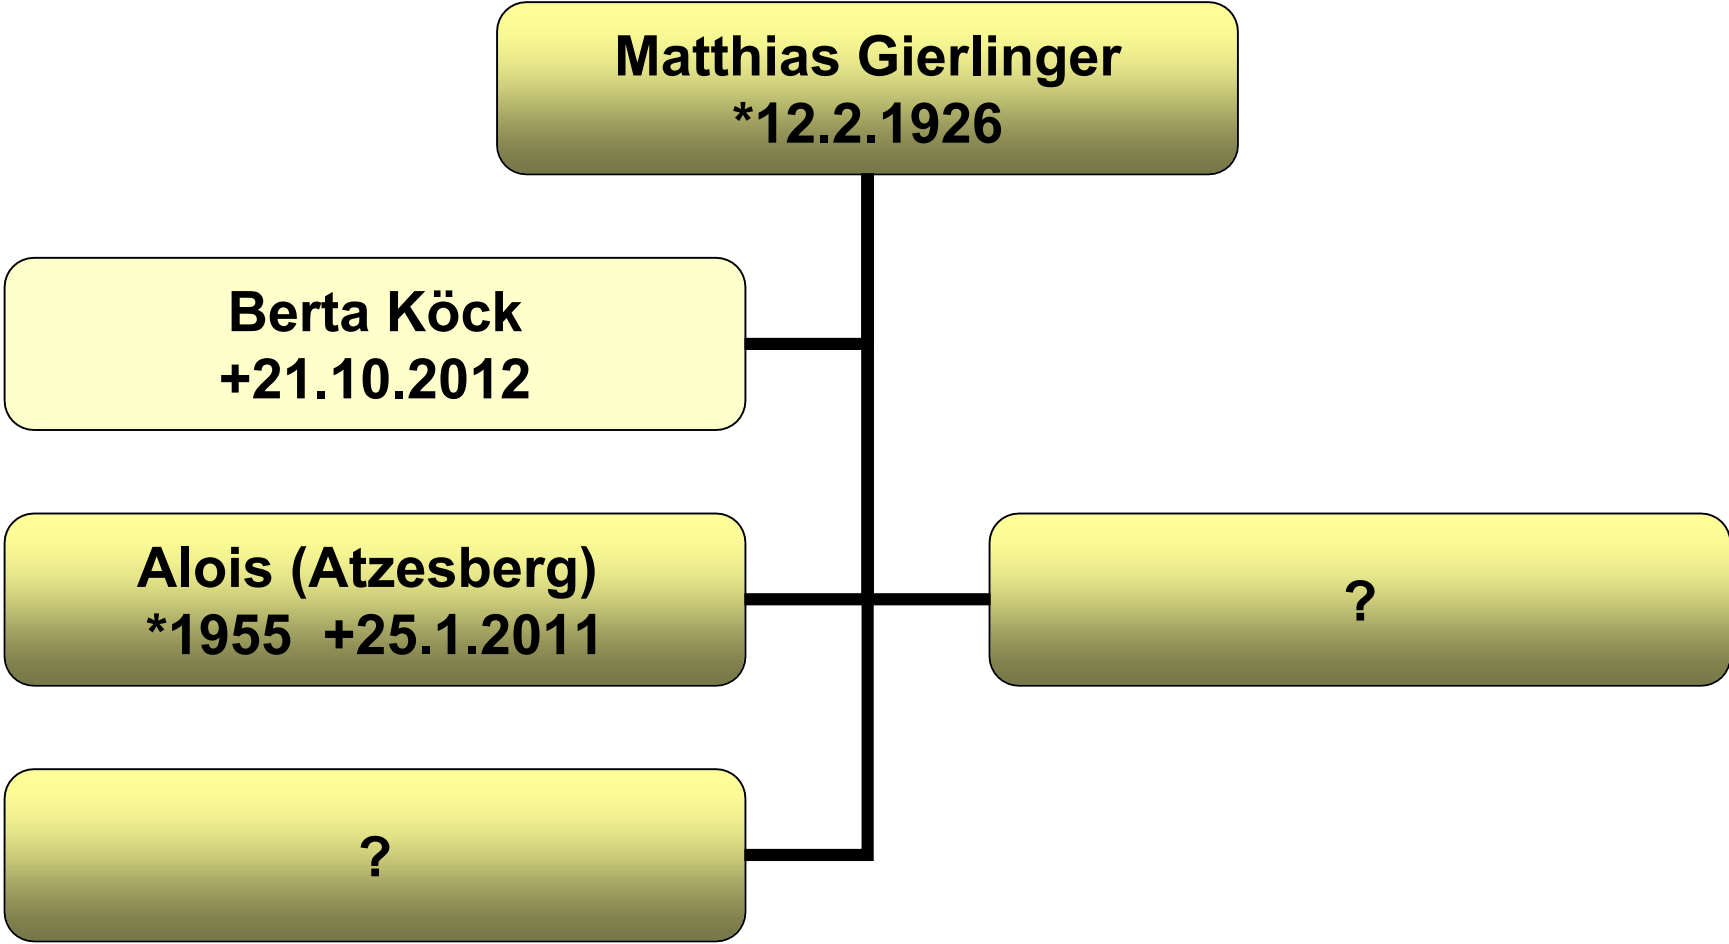 Matthias Gierlinger
*12.2.1926
Berta Köck
+21.10.2012
Alois (Atzesberg)
*1955 +25.1.2011
?
?